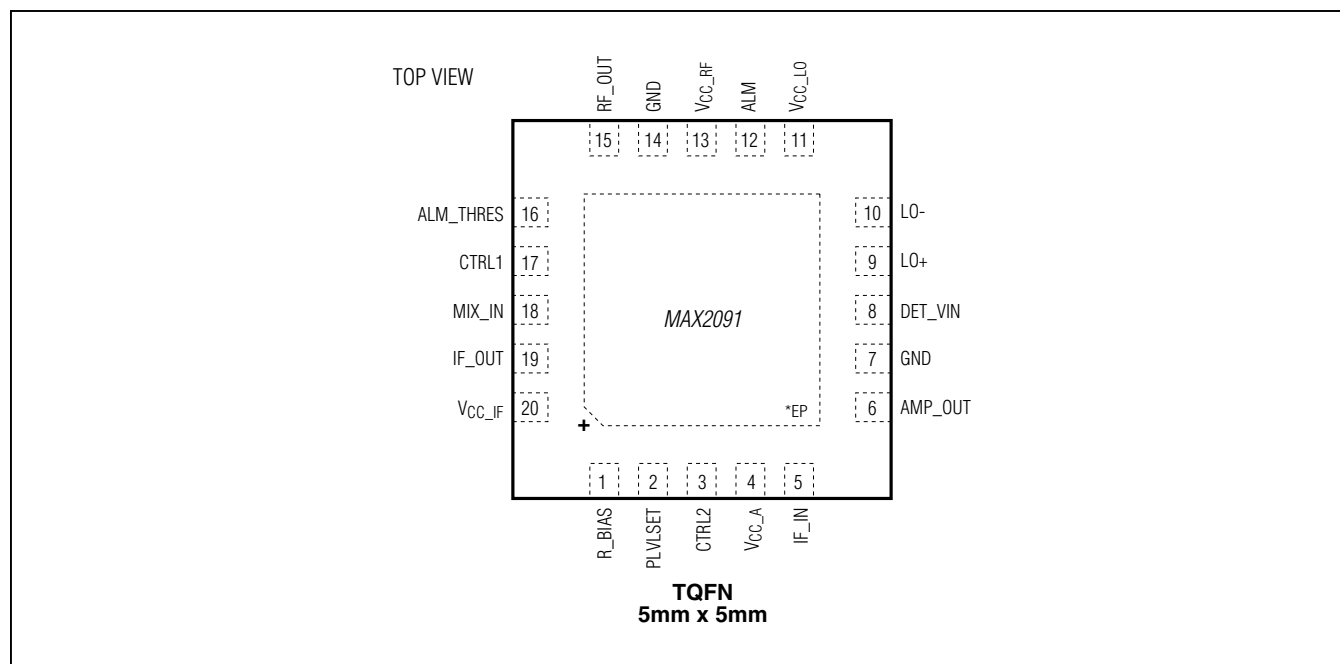 TOP VIEW
RF_OUT
GND
VCC_RF
ALM
VCC_LO
15 14 13 12 11
ALM_THRES 16
CTRL1 17
MIX_IN 18
IF_OUT 19
VCC_IF 20
MAX2091
*EP
+
10 LO-
9 LO+
8 DET_VIN
7 GND
6 AMP_OUT
1 2 3 4 5
R_BIAS
PLVLSET
CTRL2
VCC_A
IF_IN
TQFN
5mm x 5mm